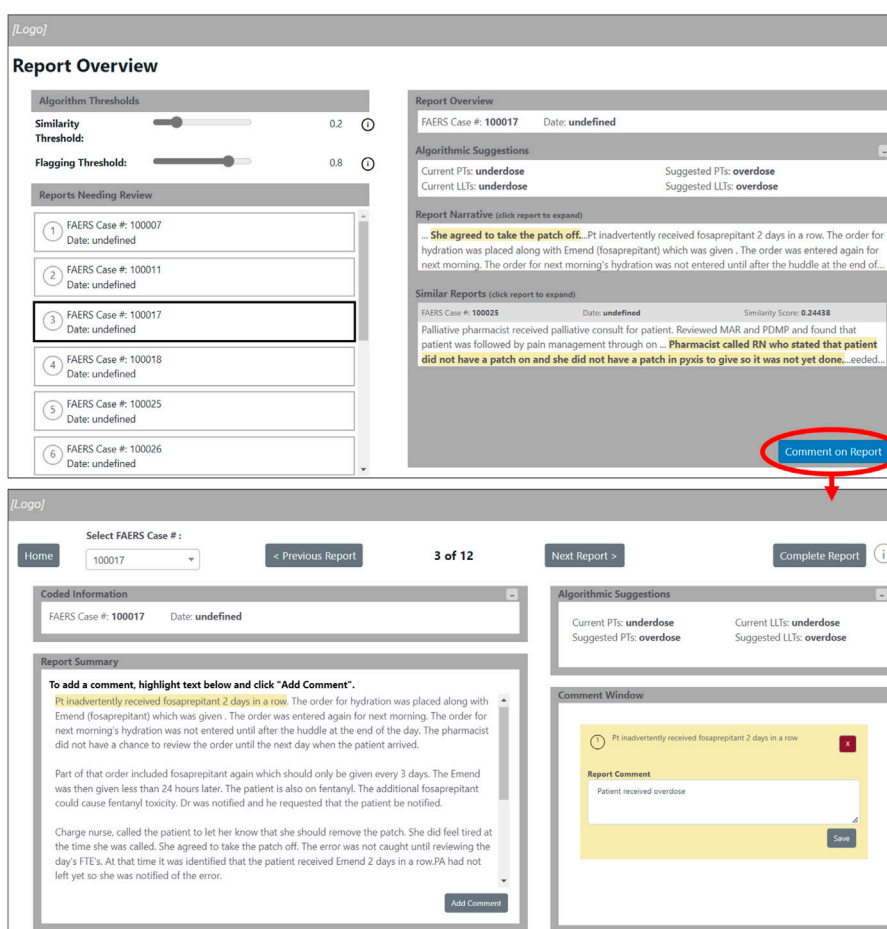 [Logo]
Report Overview
Algorithm Thresholds
Similarity
Threshold:
0.2
i
Flagging Threshold:
0.8
i
Reports Needing Review
1
FAERS Case #: 100007
Date: undefined
2
FAERS Case #: 100011
Date: undefined
3
FAERS Case #: 100017
Date: undefined
4
FAERS Case #: 100018
Date: undefined
5
FAERS Case #: 100025
Date: undefined
6
FAERS Case #: 100026
Date: undefined
Report Overview
FAERS Case #: 100017 Date: undefined
Algorithmic Suggestions
-
Current PTs: underdose Suggested PTs: overdose
Current LLTs: underdose Suggested LLTs: overdose
Report Narrative (click report to expand)
... She agreed to take the patch off....Pt inadvertently received fosaprepitant 2 days in a row. The order for
hydration was placed along with Emend (fosaprepitant) which was given . The order was entered again for
next morning. The order for next morning's hydration was not entered until after the huddle at the end of...
Similar Reports (click report to expand)
FAERS Case #: 100025 Date: undefined Similarity Score: 0.24438
Palliative pharmacist received palliative consult for patient. Reviewed MAR and PDMP and found that
patient was followed by pain management through on ... Pharmacist called RN who stated that patient
did not have a patch on and she did not have a patch in pyxis to give so it was not yet done....eeded...
Comment on Report
[Logo]
Select FAERS Case # :
Home
100017
< Previous Report
3 of 12
Next Report >
Complete Report
i
Coded Information
-
FAERS Case #: 100017 Date: undefined
Report Summary
To add a comment, highlight text below and click "Add Comment".
Pt inadvertently received fosaprepitant 2 days in a row. The order for hydration was placed along with
Emend (fosaprepitant) which was given . The order was entered again for next morning. The order for
next morning's hydration was not entered until after the huddle at the end of the day. The pharmacist
did not have a chance to review the order until the next day when the patient arrived.
Part of that order included fosaprepitant again which should only be given every 3 days. The Emend
was then given less than 24 hours later. The patient is also on fentanyl. The additional fosaprepitant
could cause fentanyl toxicity. Dr was notified and he requested that the patient be notified.
Charge nurse, called the patient to let her know that she should remove the patch. She did feel tired at
the time she was called. She agreed to take the patch off. The error was not caught until reviewing the
day's FTE's. At that time it was identified that the patient received Emend 2 days in a row.PA had not
left yet so she was notified of the error.
Add Comment
Algorithmic Suggestions
-
Current PTs: underdose Current LLTs: underdose
Suggested PTs: overdose Suggested LLTs: overdose
Comment Window
1
Pt inadvertently received fosaprepitant 2 days in a row
x
Report Comment
Patient received overdose
Save